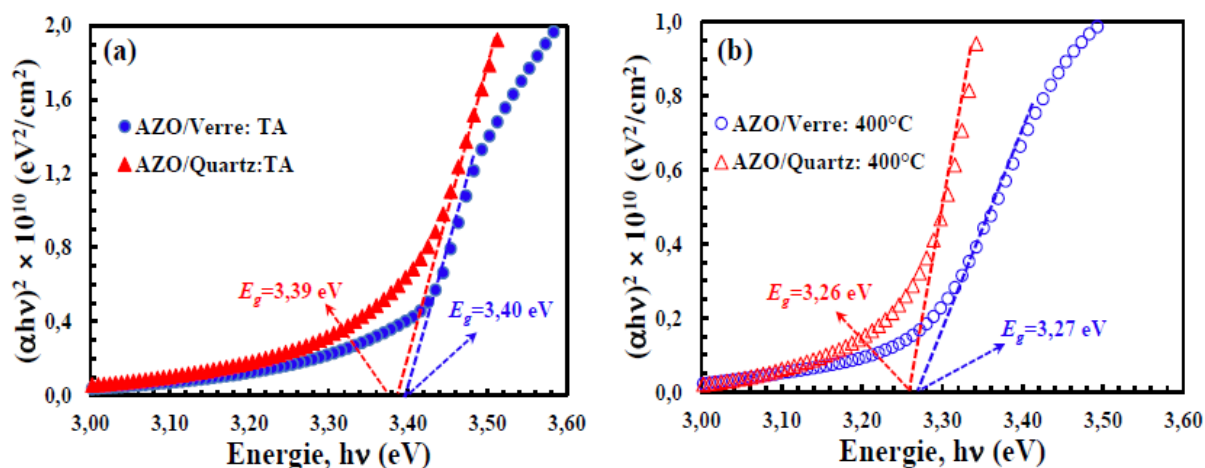 (a)
(αhν)² × 10¹⁰ (eV²/cm²)
2,0
1,6
1,2
0,8
0,4
0,0
AZO/Verre: TA
AZO/Quartz:TA
Eg=3,39 eV
Eg=3,40 eV
3,00 3,10 3,20 3,30 3,40 3,50 3,60
Energie, hν (eV)
(b)
(αhν)² × 10¹⁰ (eV²/cm²)
1,0
0,8
0,6
0,4
0,2
0,0
AZO/Verre: 400°C
AZO/Quartz: 400°C
Eg=3,26 eV
Eg=3,27 eV
3,00 3,10 3,20 3,30 3,40 3,50 3,60
Energie, hν (eV)